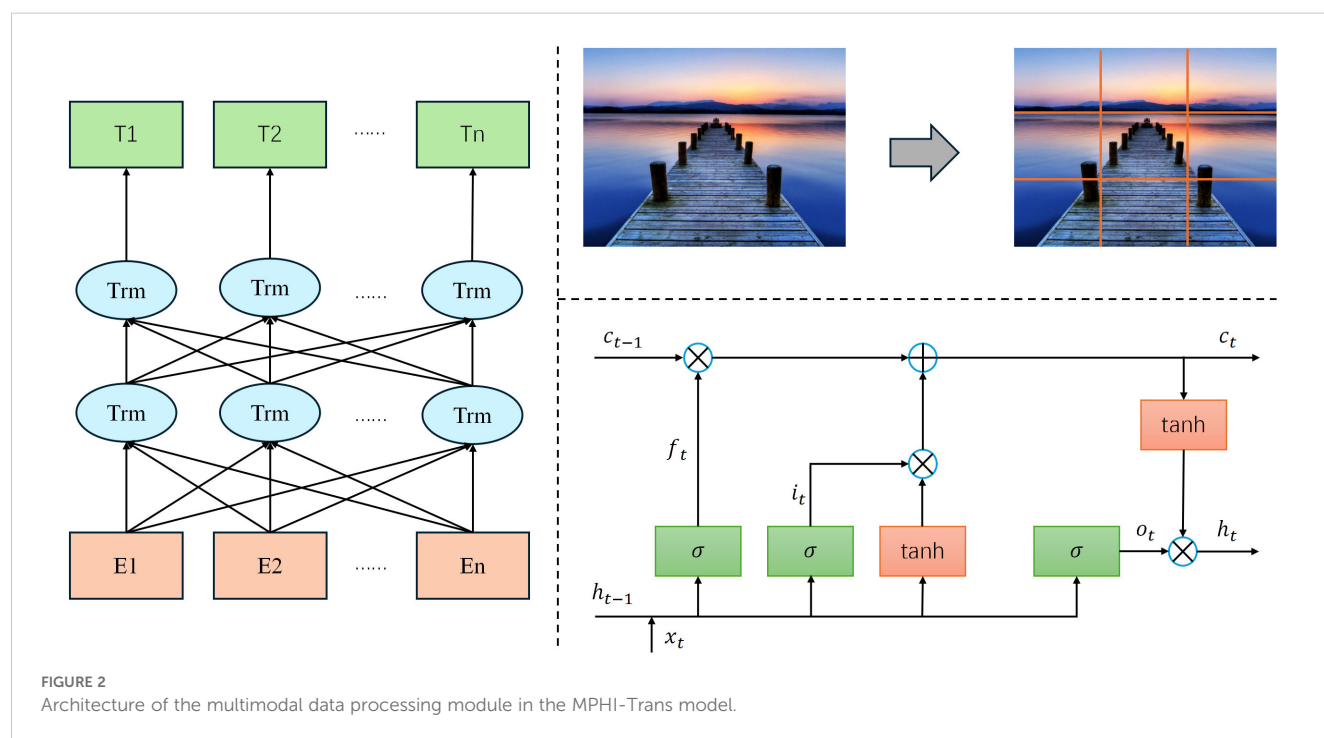 T1 T2 ...... Tn
Trm Trm ...... Trm
Trm Trm ...... Trm
E1 E2 ...... En
c_{t-1} c_t
tanh
f_t
i_t
σ σ tanh σ o_t h_t
h_{t-1}
x_t
FIGURE 2
Architecture of the multimodal data processing module in the MPHI-Trans model.